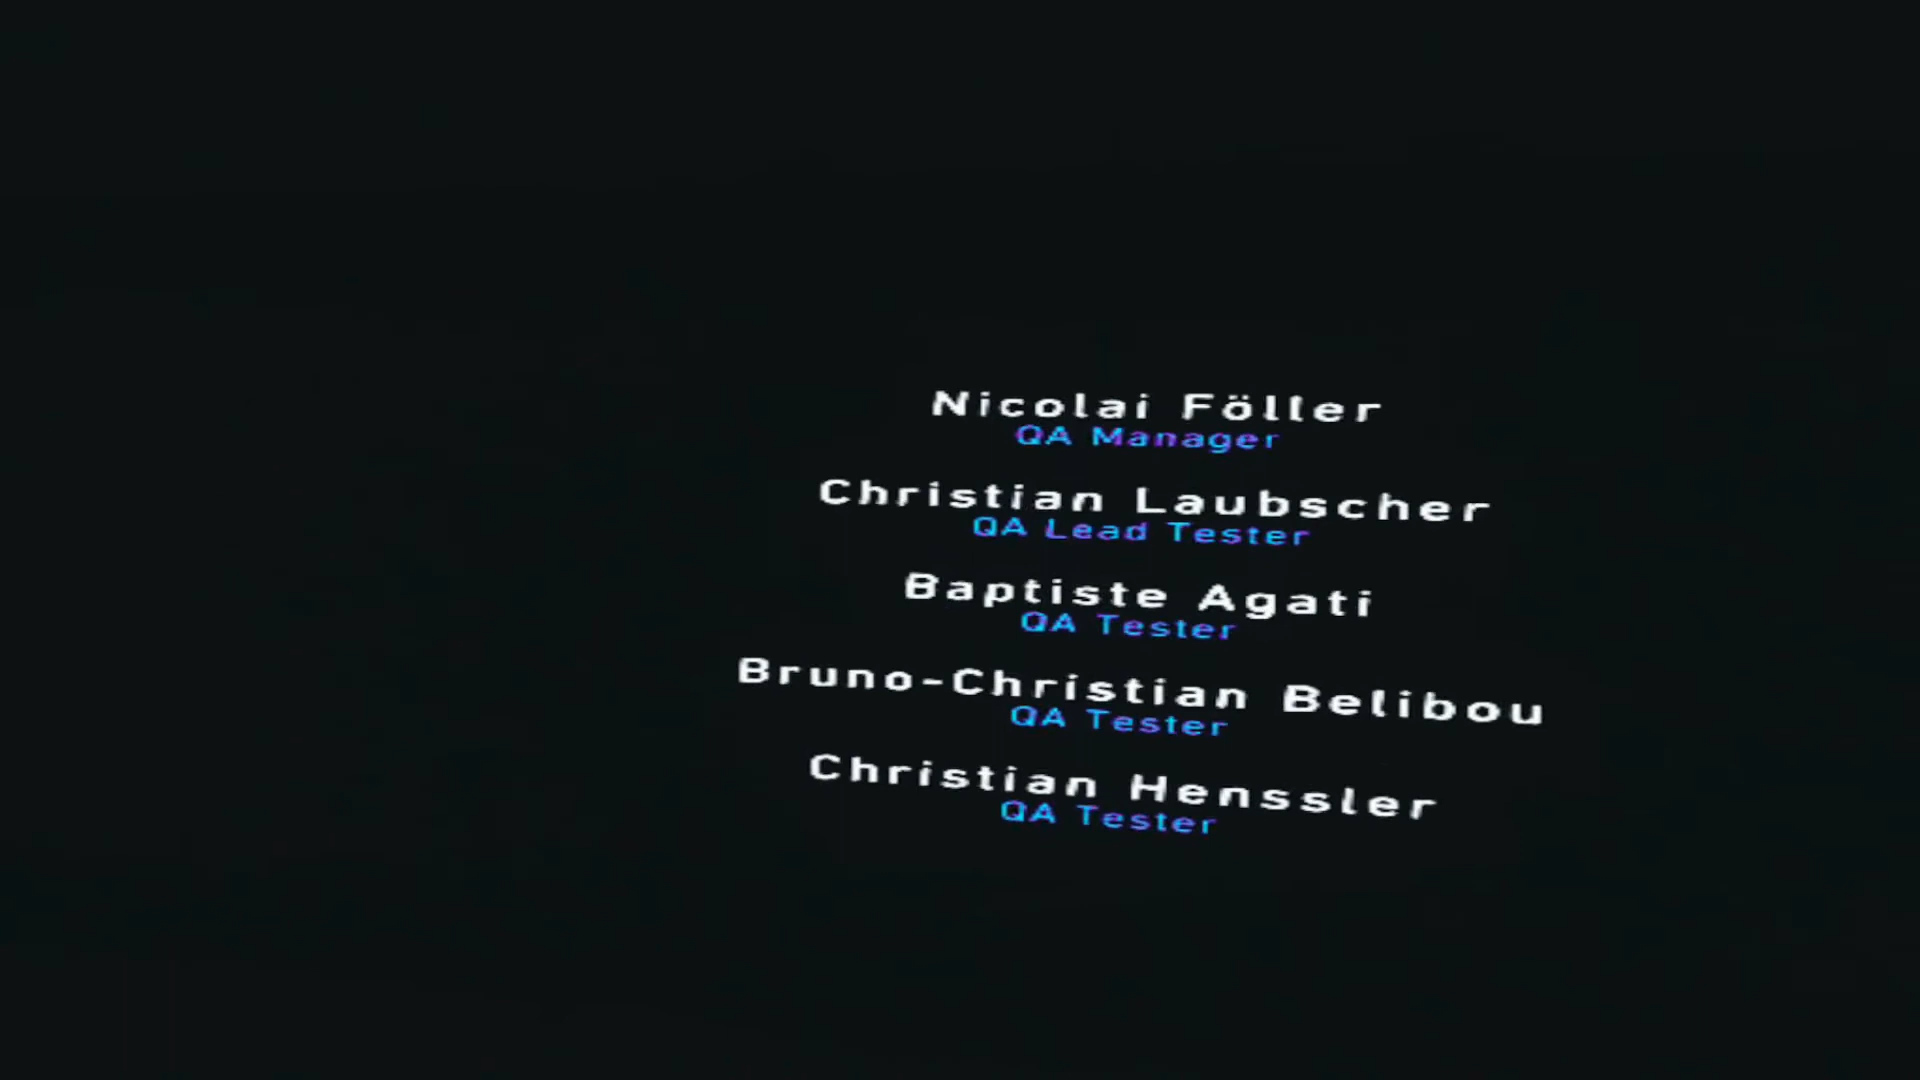 Nicolai Föller
QA Manager
Christian Laubscher
QA Lead Tester
Baptiste Agati
QA Tester
Bruno-Christian Belibou
QA Tester
Christian Henssler
QA Tester